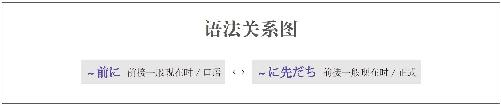 语法关系图
~前に 前接一般现在时 / 口语 ↔ ~に先だち 前接一般现在时 / 正式